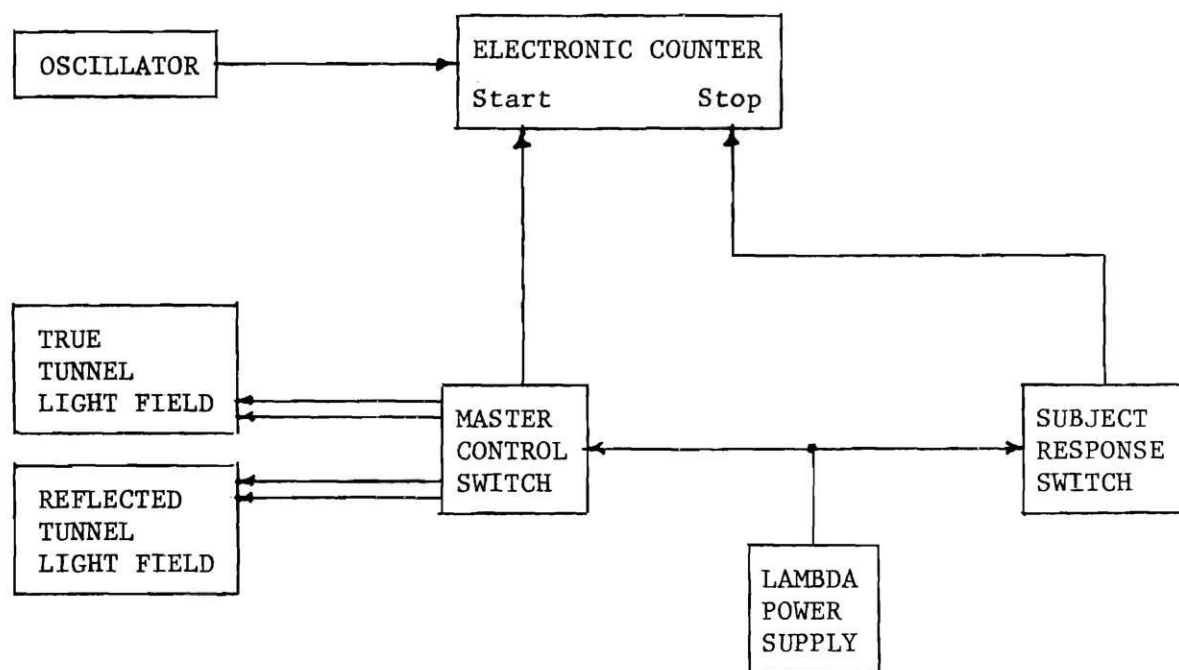 OSCILLATOR
ELECTRONIC COUNTER
Start Stop
TRUE
TUNNEL
LIGHT FIELD
REFLECTED
TUNNEL
LIGHT FIELD
MASTER
CONTROL
SWITCH
SUBJECT
RESPONSE
SWITCH
LAMBDA
POWER
SUPPLY